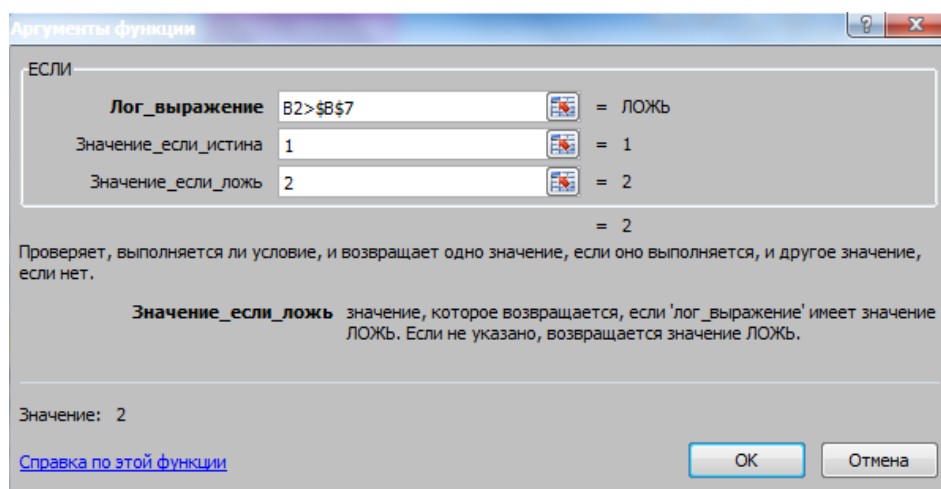 Аргументы функции
ЕСЛИ
Лог_выражение B2>$B$7 = ЛОЖЬ
Значение_если_истина 1 = 1
Значение_если_ложь 2 = 2
= 2
Проверяет, выполняется ли условие, и возвращает одно значение, если оно выполняется, и другое значение,
если нет.
Значение_если_ложь значение, которое возвращается, если 'лог_выражение' имеет значение
ЛОЖЬ. Если не указано, возвращается значение ЛОЖЬ.
Значение: 2
Справка по этой функции OK Отмена